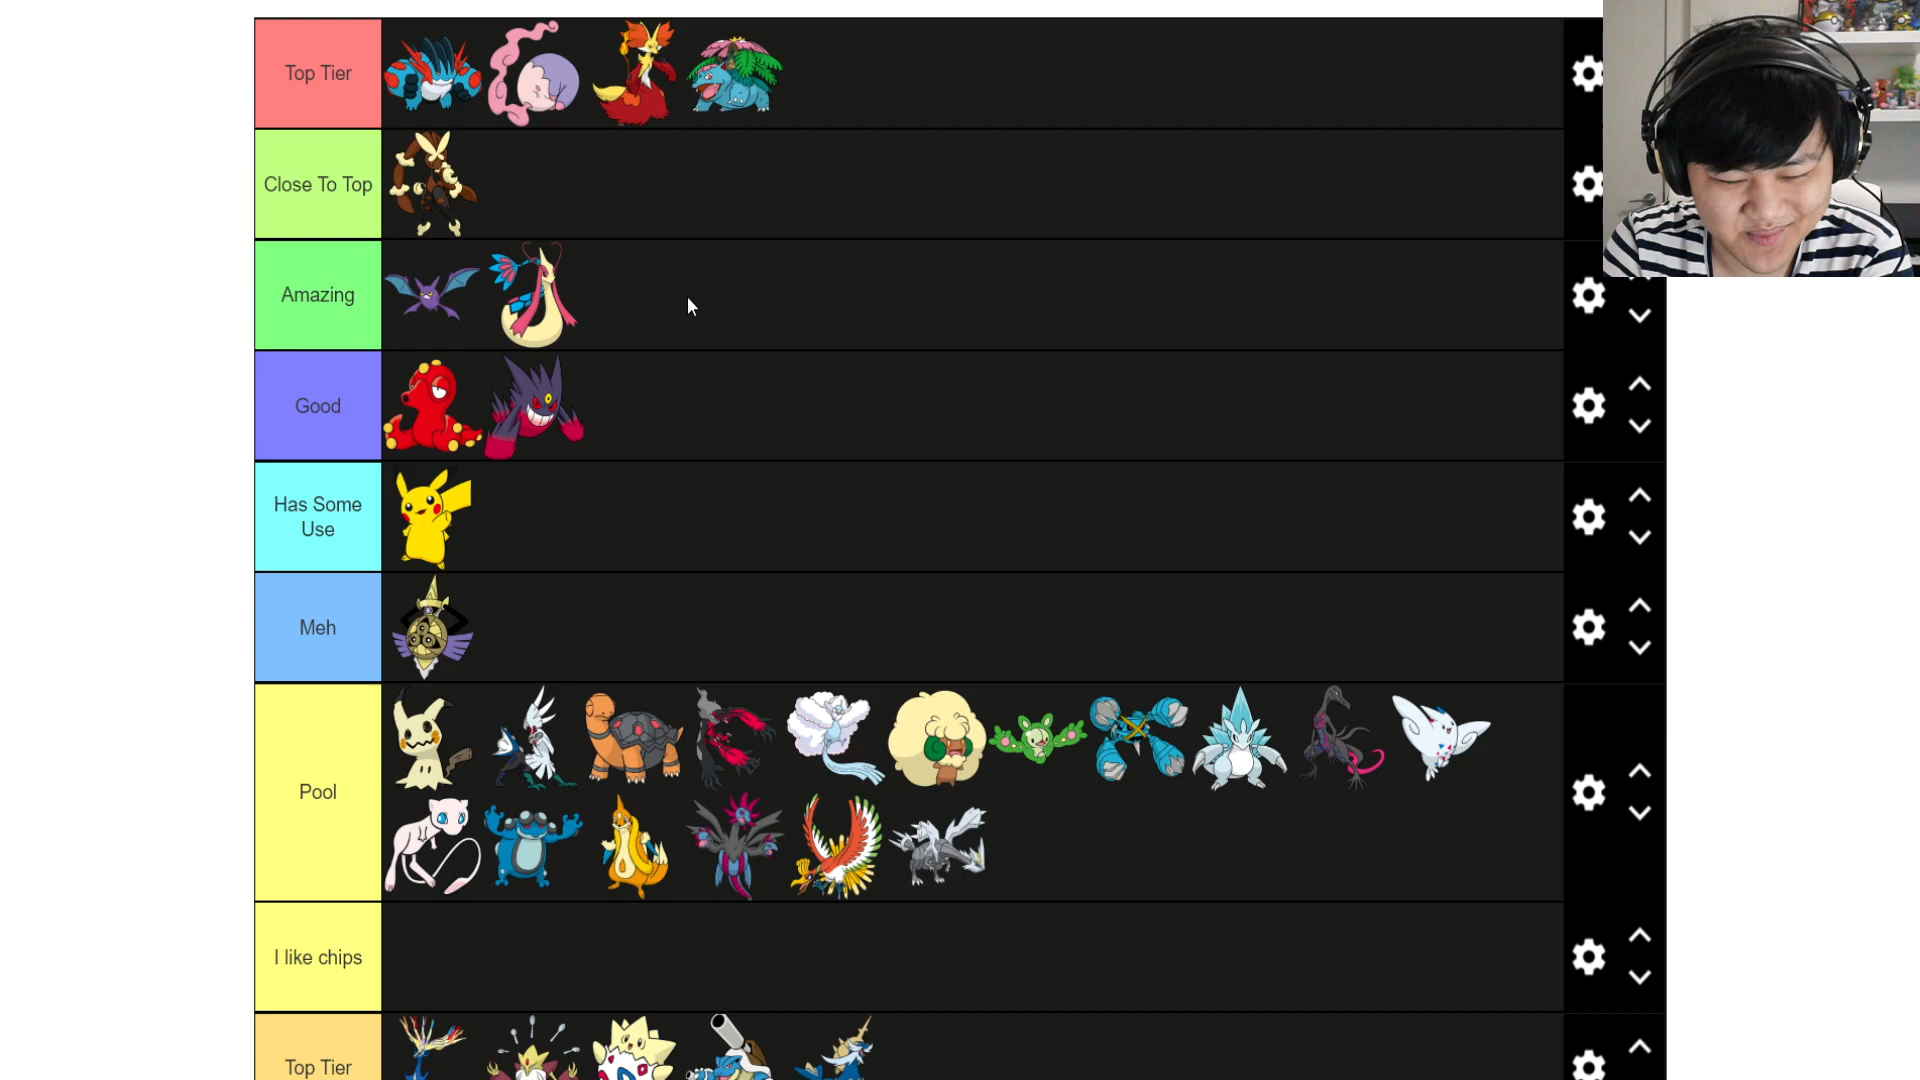 Top Tier
Close To Top
Amazing
Good
Has Some
Use
Meh
Pool
I like chips
Top Tier